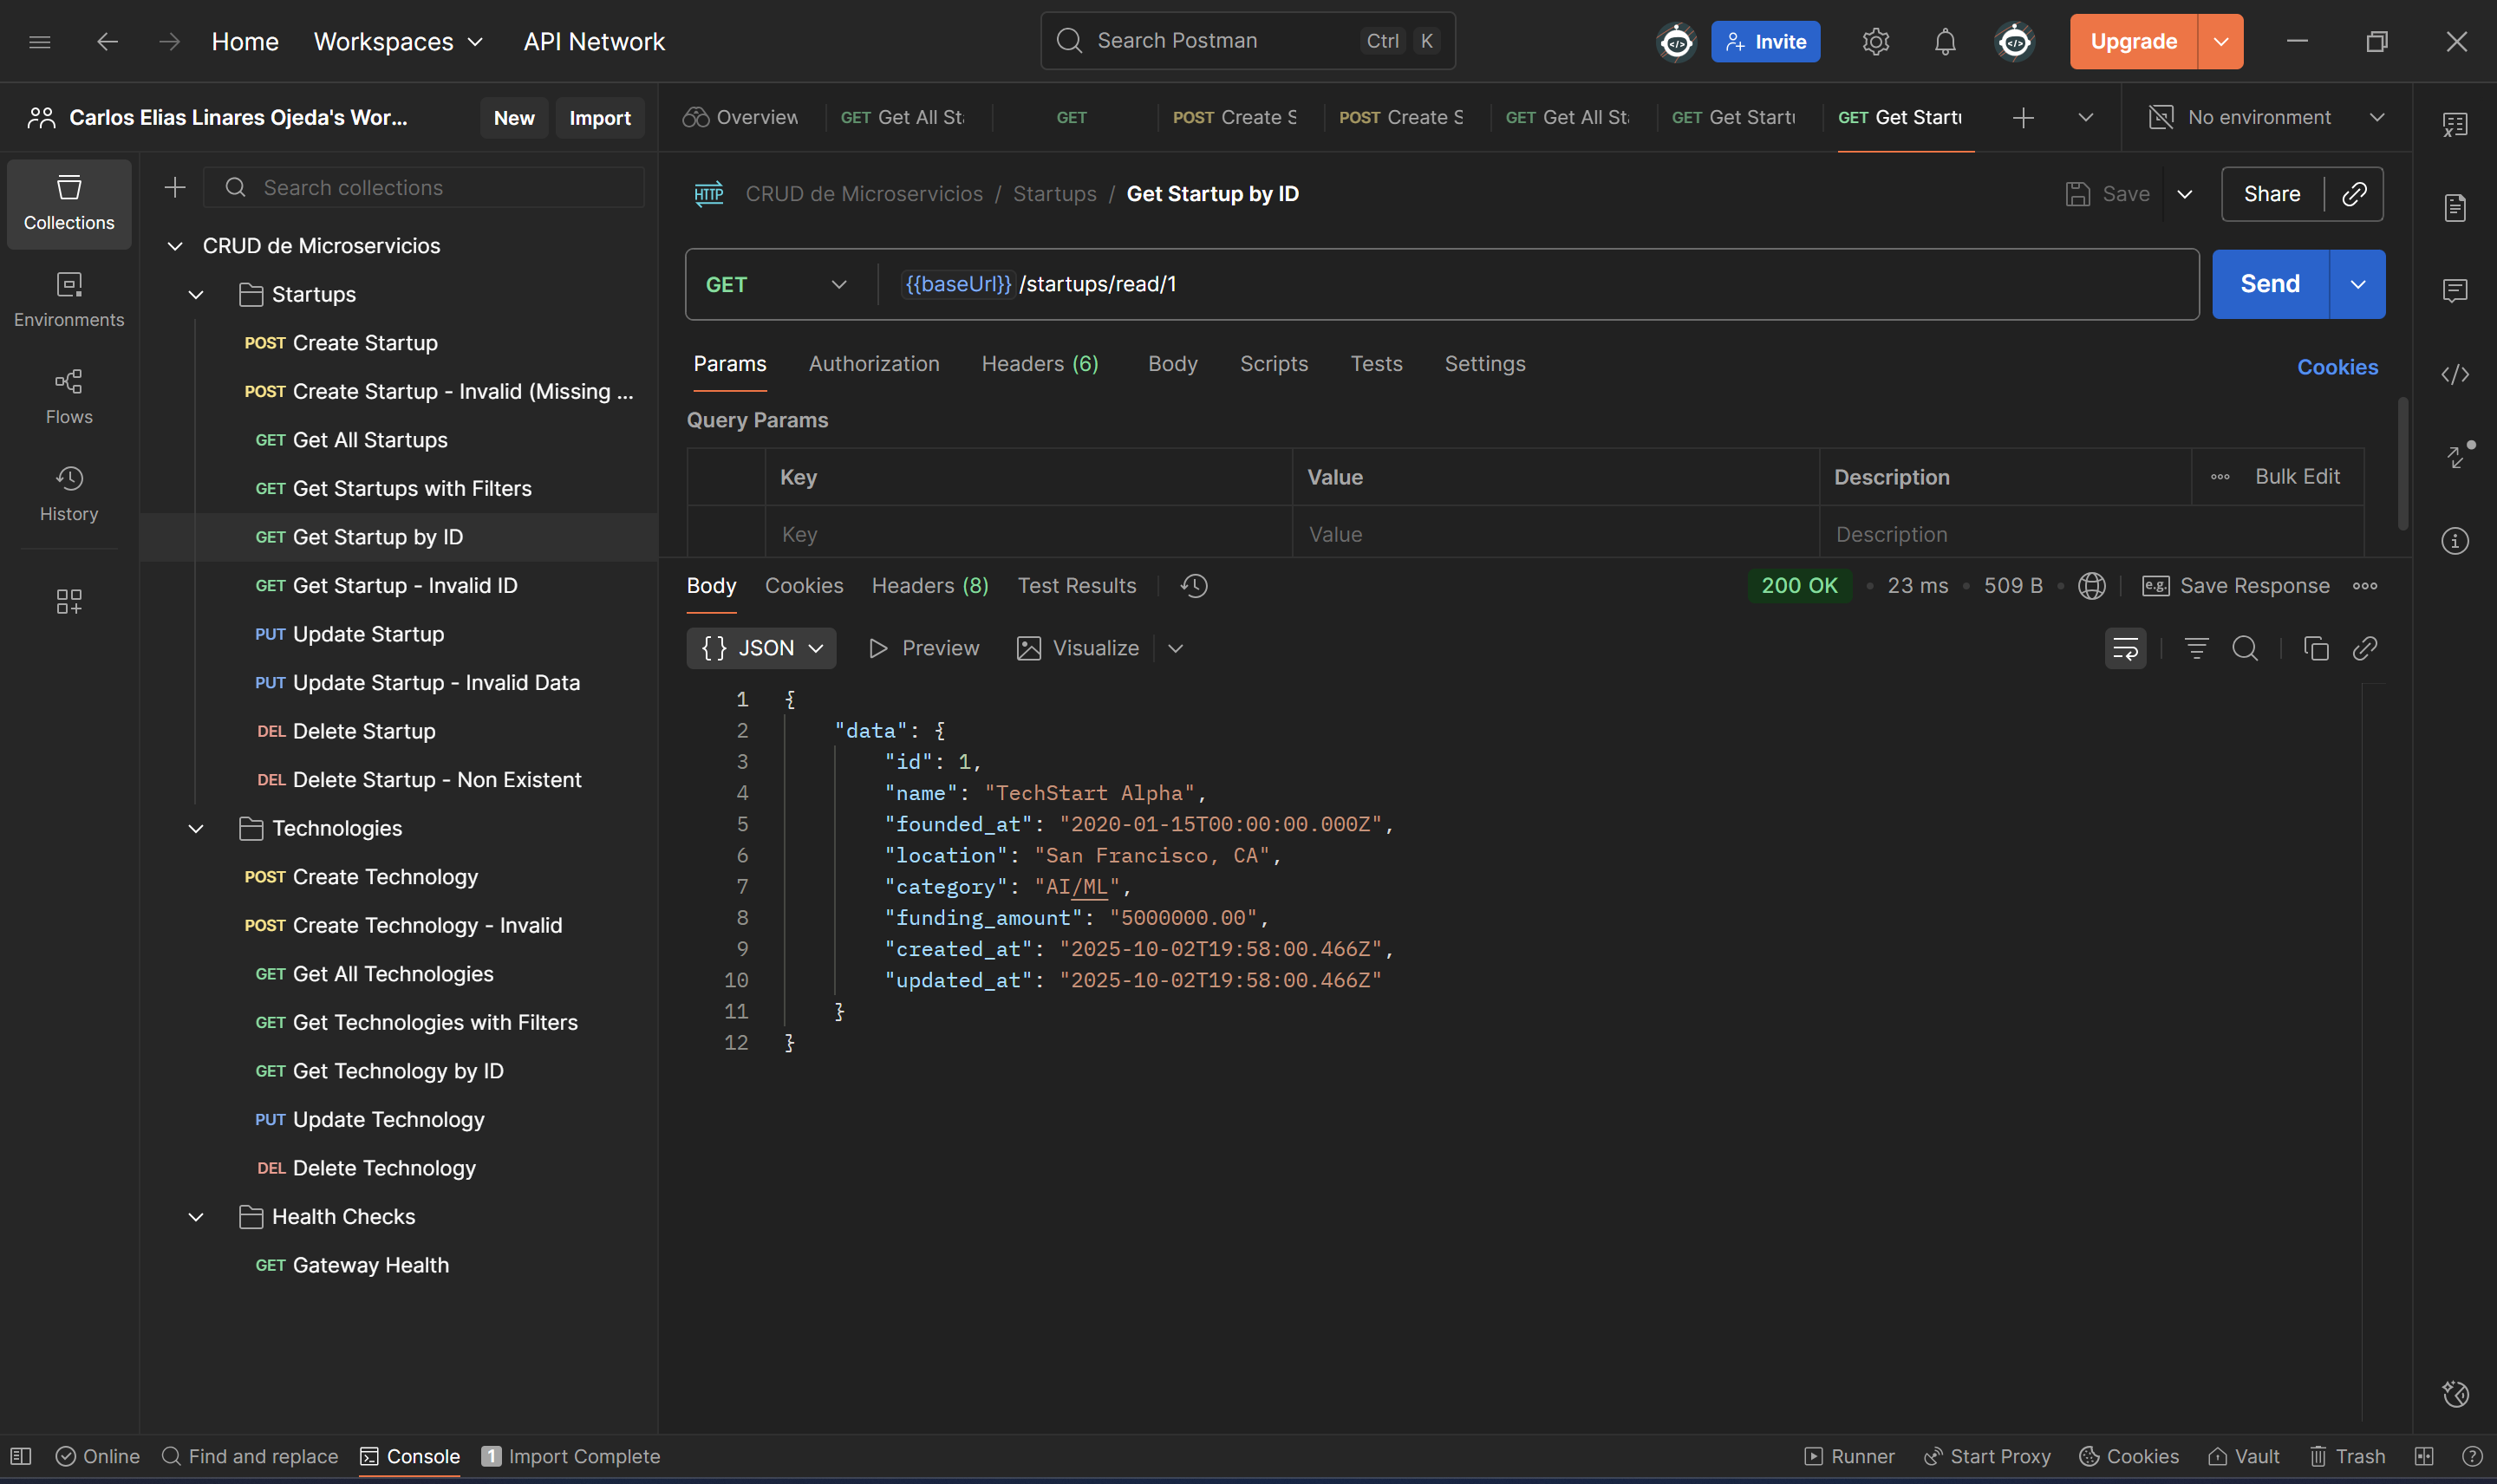 Home Workspaces API Network Search Postman Ctrl K Invite Upgrade
Carlos Elias Linares Ojeda's Wor... New Import
Overview GET Get All St GET POST Create S POST Create S GET Get All St GET Get Startu GET Get Startu No environment
Collections
Environments
Flows
History
Search collections
CRUD de Microservicios
Startups
POST Create Startup
POST Create Startup - Invalid (Missing ...
GET Get All Startups
GET Get Startups with Filters
GET Get Startup by ID
GET Get Startup - Invalid ID
PUT Update Startup
PUT Update Startup - Invalid Data
DEL Delete Startup
DEL Delete Startup - Non Existent
Technologies
POST Create Technology
POST Create Technology - Invalid
GET Get All Technologies
GET Get Technologies with Filters
GET Get Technology by ID
PUT Update Technology
DEL Delete Technology
Health Checks
GET Gateway Health
HTTP CRUD de Microservicios / Startups / Get Startup by ID Save Share
GET {{baseUrl}} /startups/read/1 Send
Params Authorization Headers (6) Body Scripts Tests Settings Cookies
Query Params
Key Value Description Bulk Edit
Key Value Description
Body Cookies Headers (8) Test Results 200 OK • 23 ms • 509 B • e.g. Save Response
{} JSON Preview Visualize
1 {
2 "data": {
3 "id": 1,
4 "name": "TechStart Alpha",
5 "founded_at": "2020-01-15T00:00:00.000Z",
6 "location": "San Francisco, CA",
7 "category": "AI/ML",
8 "funding_amount": "5000000.00",
9 "created_at": "2025-10-02T19:58:00.466Z",
10 "updated_at": "2025-10-02T19:58:00.466Z"
11 }
12 }
Online Find and replace Console 1 Import Complete Runner Start Proxy Cookies Vault Trash